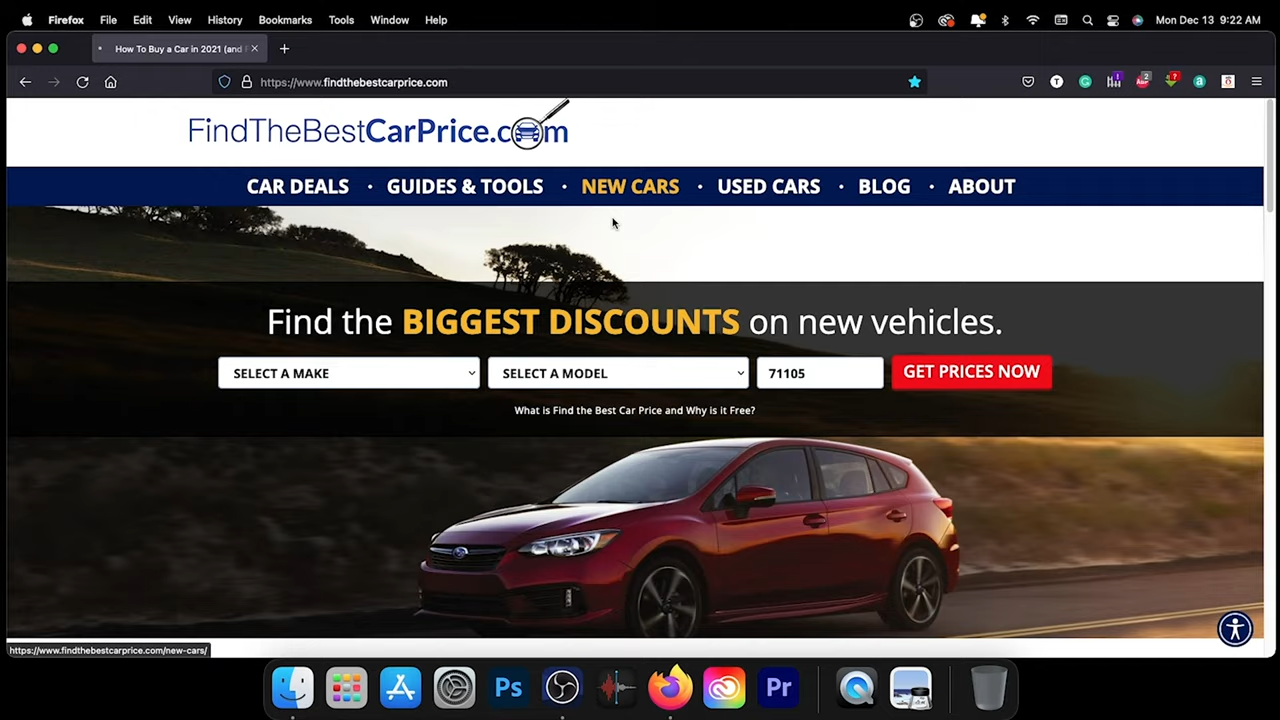 Firefox File Edit View History Bookmarks Tools Window Help Mon Dec 13 9:22 AM
How To Buy a Car in 2021 (and
https://www.findthebestcarprice.com
FindTheBestCarPrice.com
CAR DEALS · GUIDES & TOOLS · NEW CARS · USED CARS · BLOG · ABOUT
Find the BIGGEST DISCOUNTS on new vehicles.
SELECT A MAKE SELECT A MODEL 71105 GET PRICES NOW
What is Find the Best Car Price and Why is it Free?
https://www.findthebestcarprice.com/new-cars/
Ps Pr